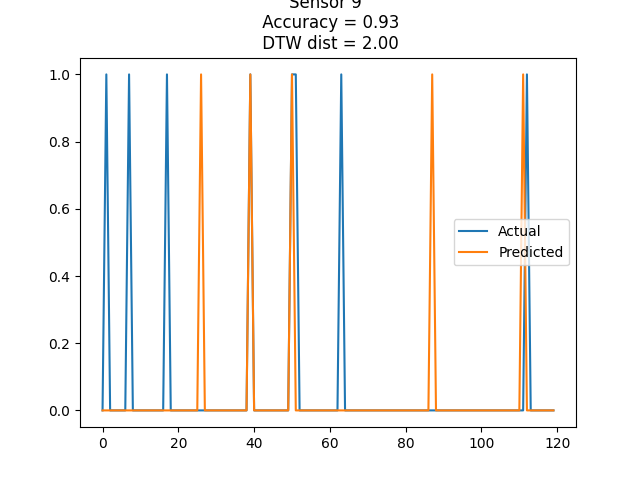 Sensor 9
Accuracy = 0.93
DTW dist = 2.00
1.0
0.8
0.6
0.4
0.2
0.0
Actual
Predicted
0 20 40 60 80 100 120